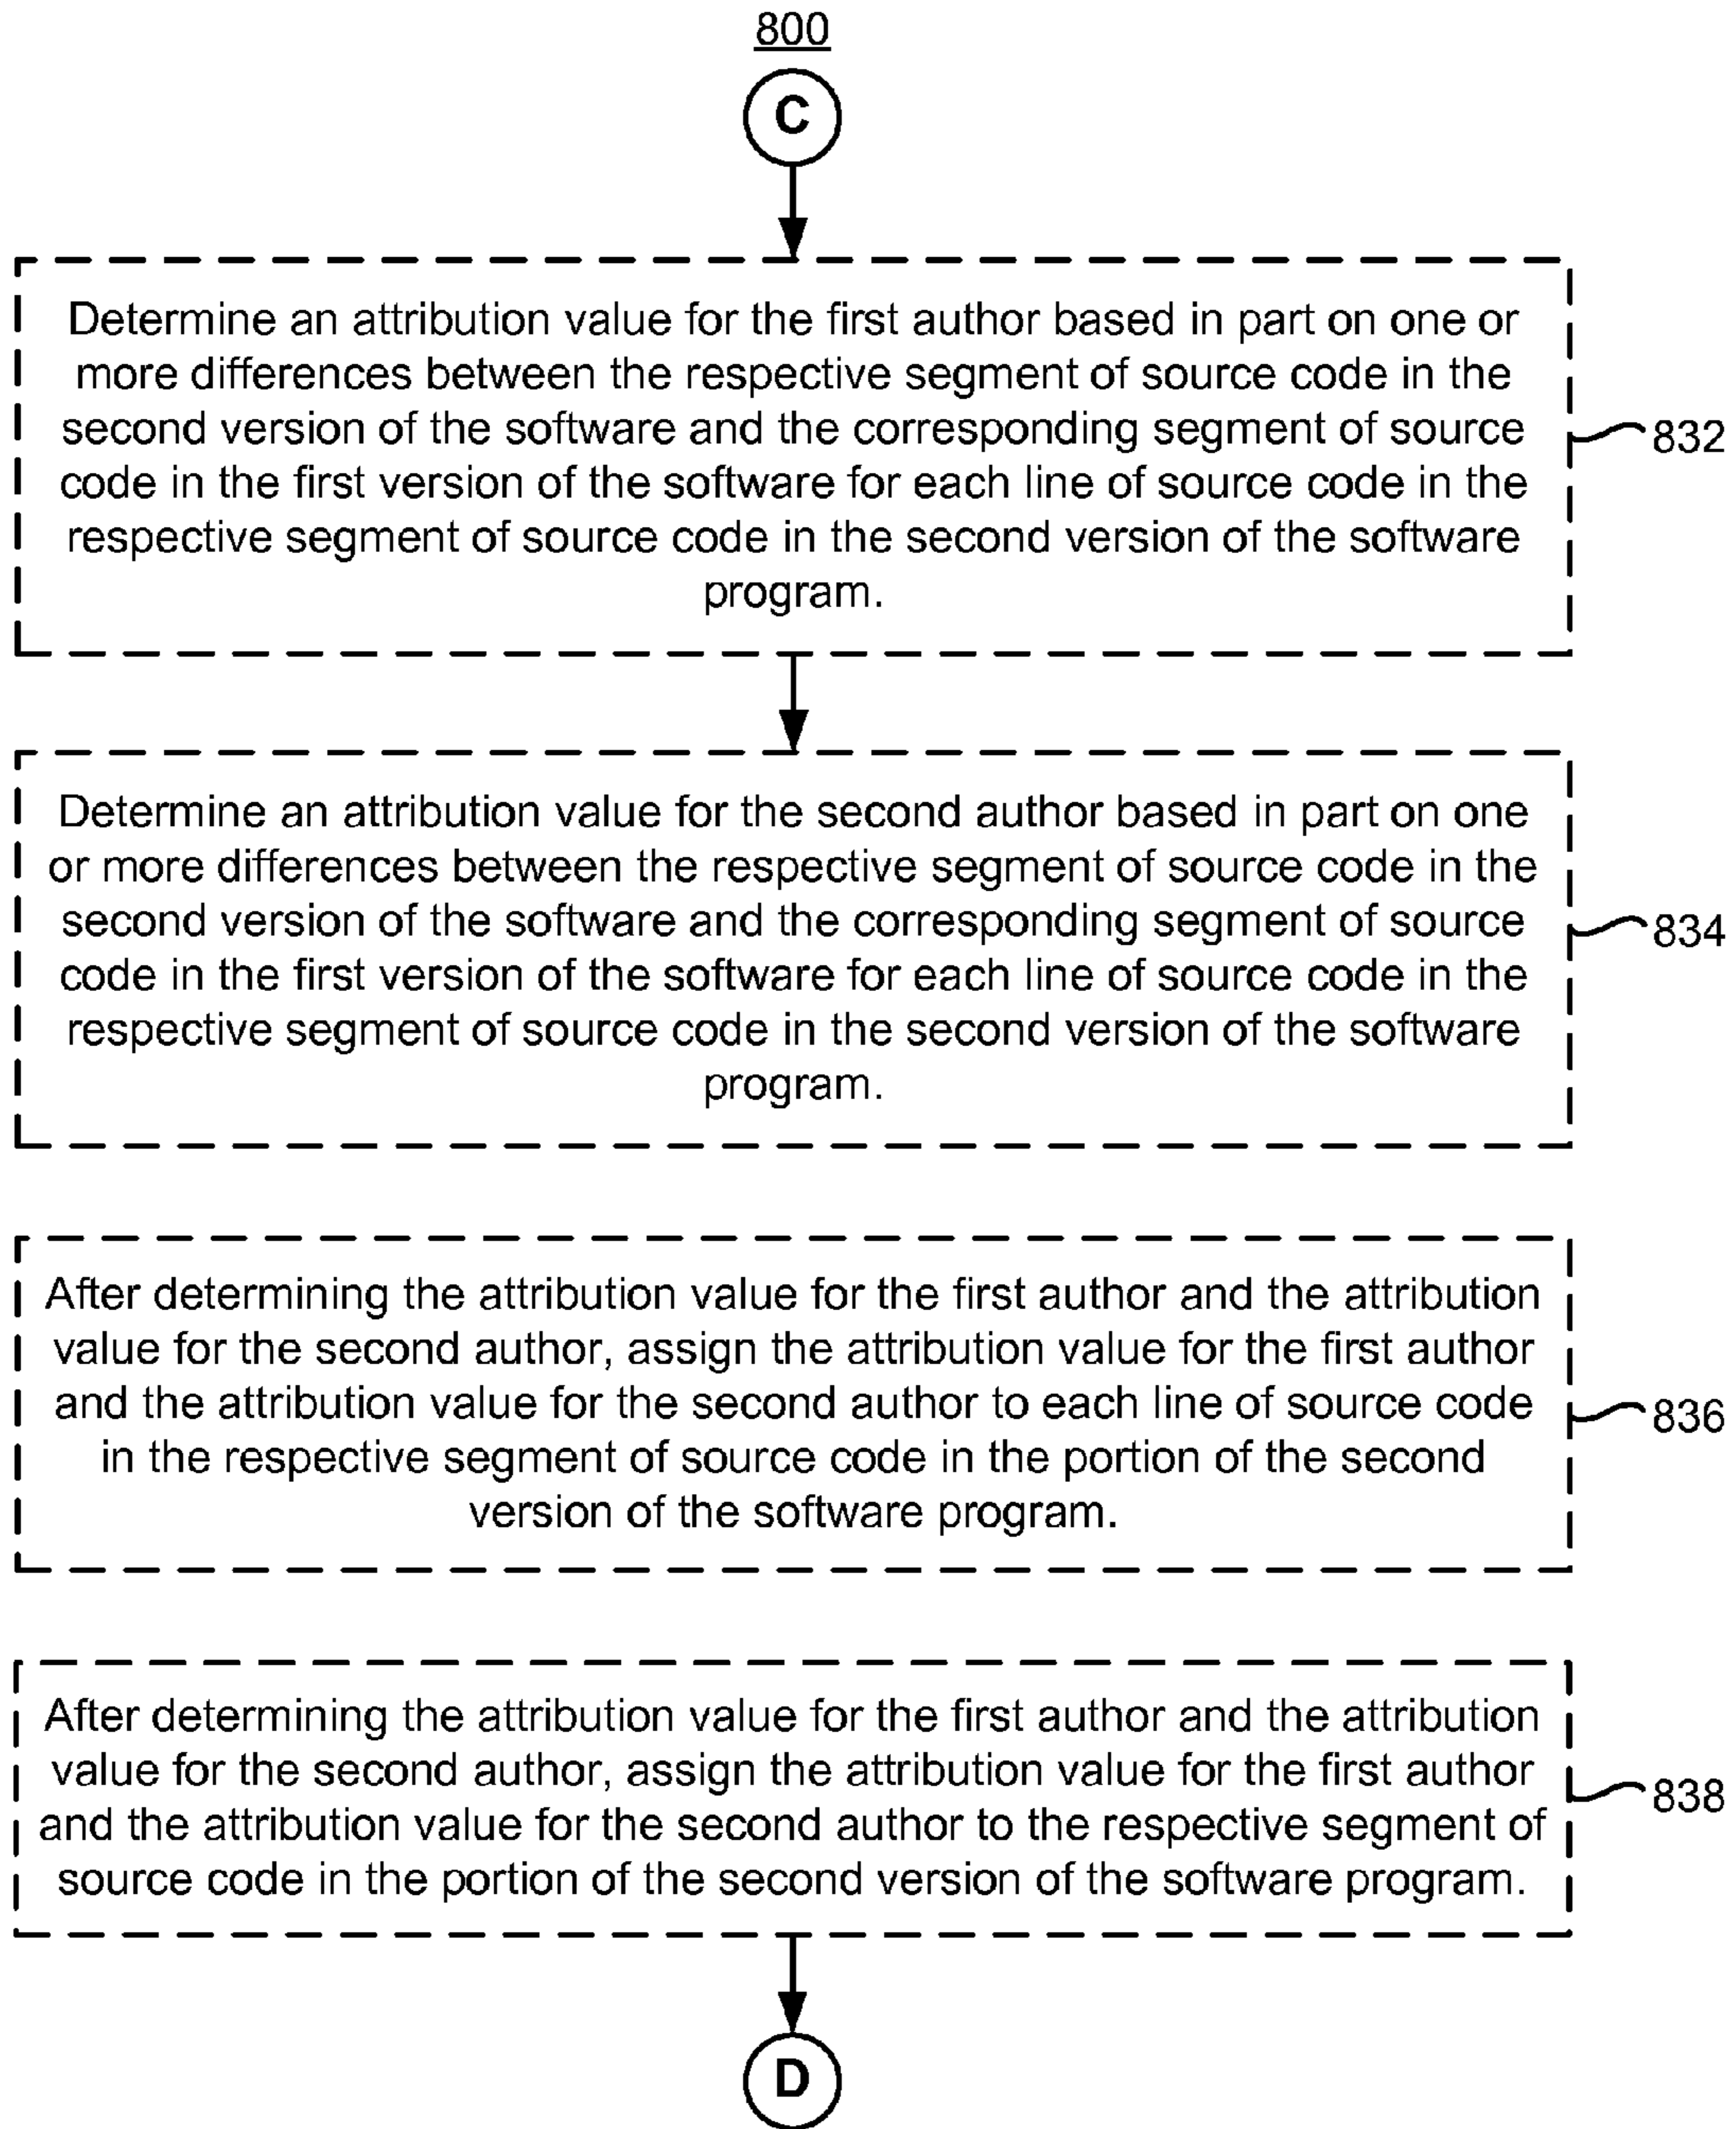 800
C
Determine an attribution value for the first author based in part on one or
more differences between the respective segment of source code in the
second version of the software and the corresponding segment of source
code in the first version of the software for each line of source code in the
respective segment of source code in the second version of the software
program.
832
Determine an attribution value for the second author based in part on one
or more differences between the respective segment of source code in the
second version of the software and the corresponding segment of source
code in the first version of the software for each line of source code in the
respective segment of source code in the second version of the software
program.
834
After determining the attribution value for the first author and the attribution
value for the second author, assign the attribution value for the first author
and the attribution value for the second author to each line of source code
in the respective segment of source code in the portion of the second
version of the software program.
836
After determining the attribution value for the first author and the attribution
value for the second author, assign the attribution value for the first author
and the attribution value for the second author to the respective segment of
source code in the portion of the second version of the software program.
838
D